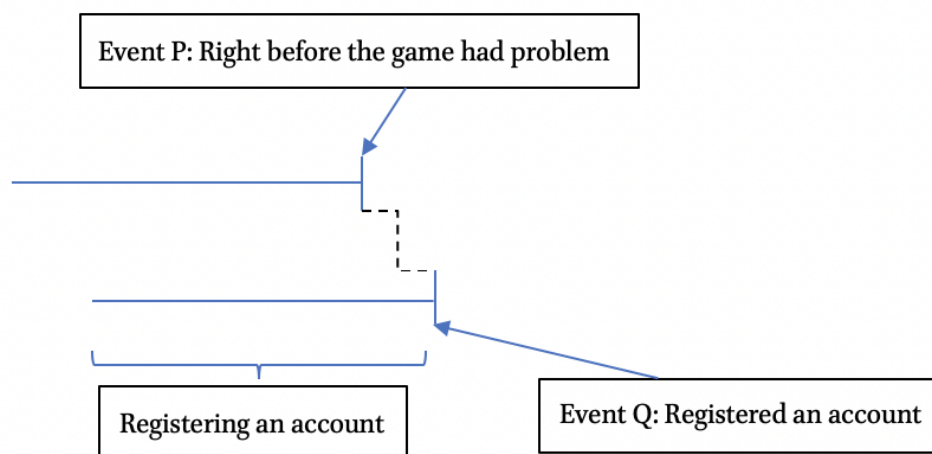 Event P: Right before the game had problem
Registering an account
Event Q: Registered an account